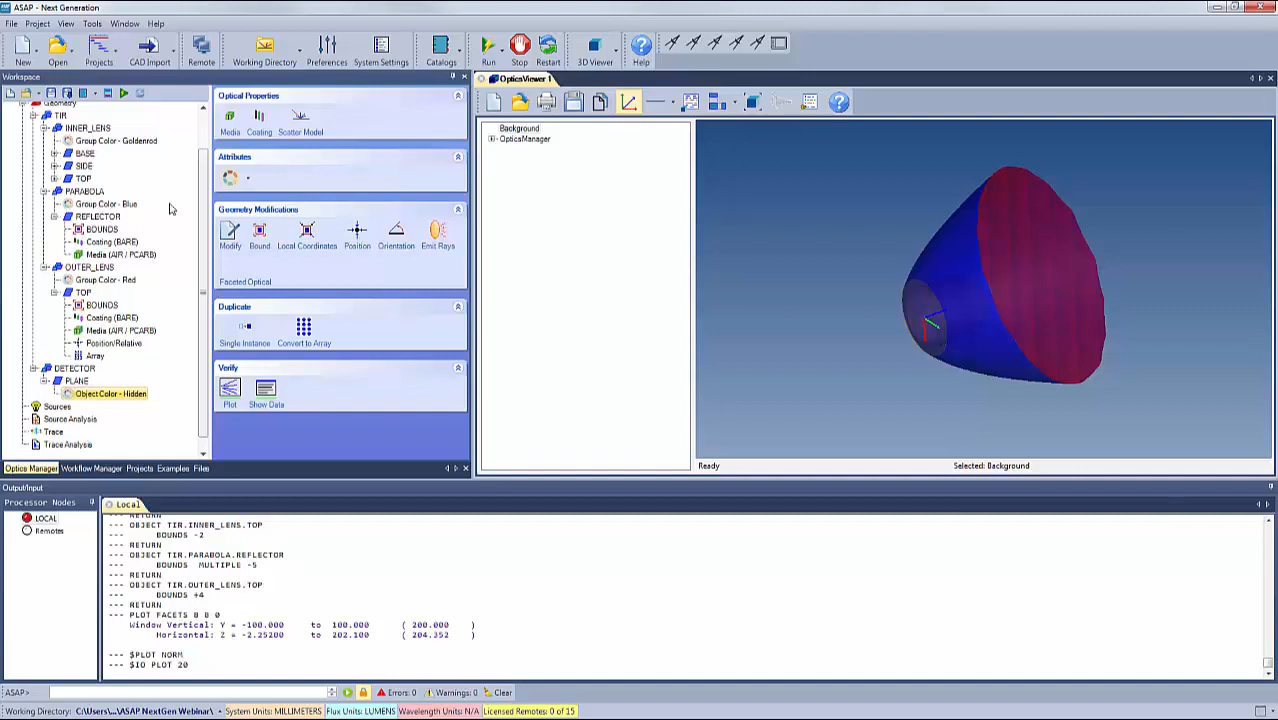 ASAP - Next Generation
File Project View Tools Window Help
New Open Projects CAD Import Remote Working Directory Preferences System Settings Catalogs Run Stop Restart 3D Viewer Help
Workspace
Geometry
TIR
INNER_LENS
Group Color - Goldenrod
BASE
SIDE
TOP
PARABOLA
Group Color - Blue
REFLECTOR
BOUNDS
Coating (BARE)
Media (AIR / PCARB)
OUTER_LENS
Group Color - Red
TOP
BOUNDS
Coating (BARE)
Media (AIR / PCARB)
Position/Relative
Array
DETECTOR
PLANE
Object Color - Hidden
Sources
Source Analysis
Trace
Trace Analysis
Optics Manager Workflow Manager Projects Examples Files
Optical Properties
Media Coating Scatter Model
Attributes
Geometry Modifications
Modify Bound Local Coordinates Position Orientation Emit Rays
Faceted Optical
Duplicate
Single Instance Convert to Array
Verify
Plot Show Data
OpticsViewer 1
Background
OpticsManager
Ready Selected: Background
Output/Input
Processor Nodes
LOCAL
Remotes
Local
--- RETURN
--- OBJECT TIR.INNER_LENS.TOP
BOUNDS -2
--- RETURN
--- OBJECT TIR.PARABOLA.REFLECTOR
BOUNDS MULTIPLE -5
--- RETURN
--- OBJECT TIR.OUTER_LENS.TOP
BOUNDS +4
--- RETURN
--- PLOT FACETS 8 8 0
Window Vertical: Y = -100.000 to 100.000 ( 200.000 )
Horizontal: Z = -2.25200 to 202.100 ( 204.352 )
--- $PLOT NORM
--- $IO PLOT 20
ASAP> Errors: 0 Warnings: 0 Clear
Working Directory: C:\Users\...\ASAP NextGen Webinar\ System Units: MILLIMETERS Flux Units: LUMENS Wavelength Units: N/A Licensed Remotes: 0 of 15